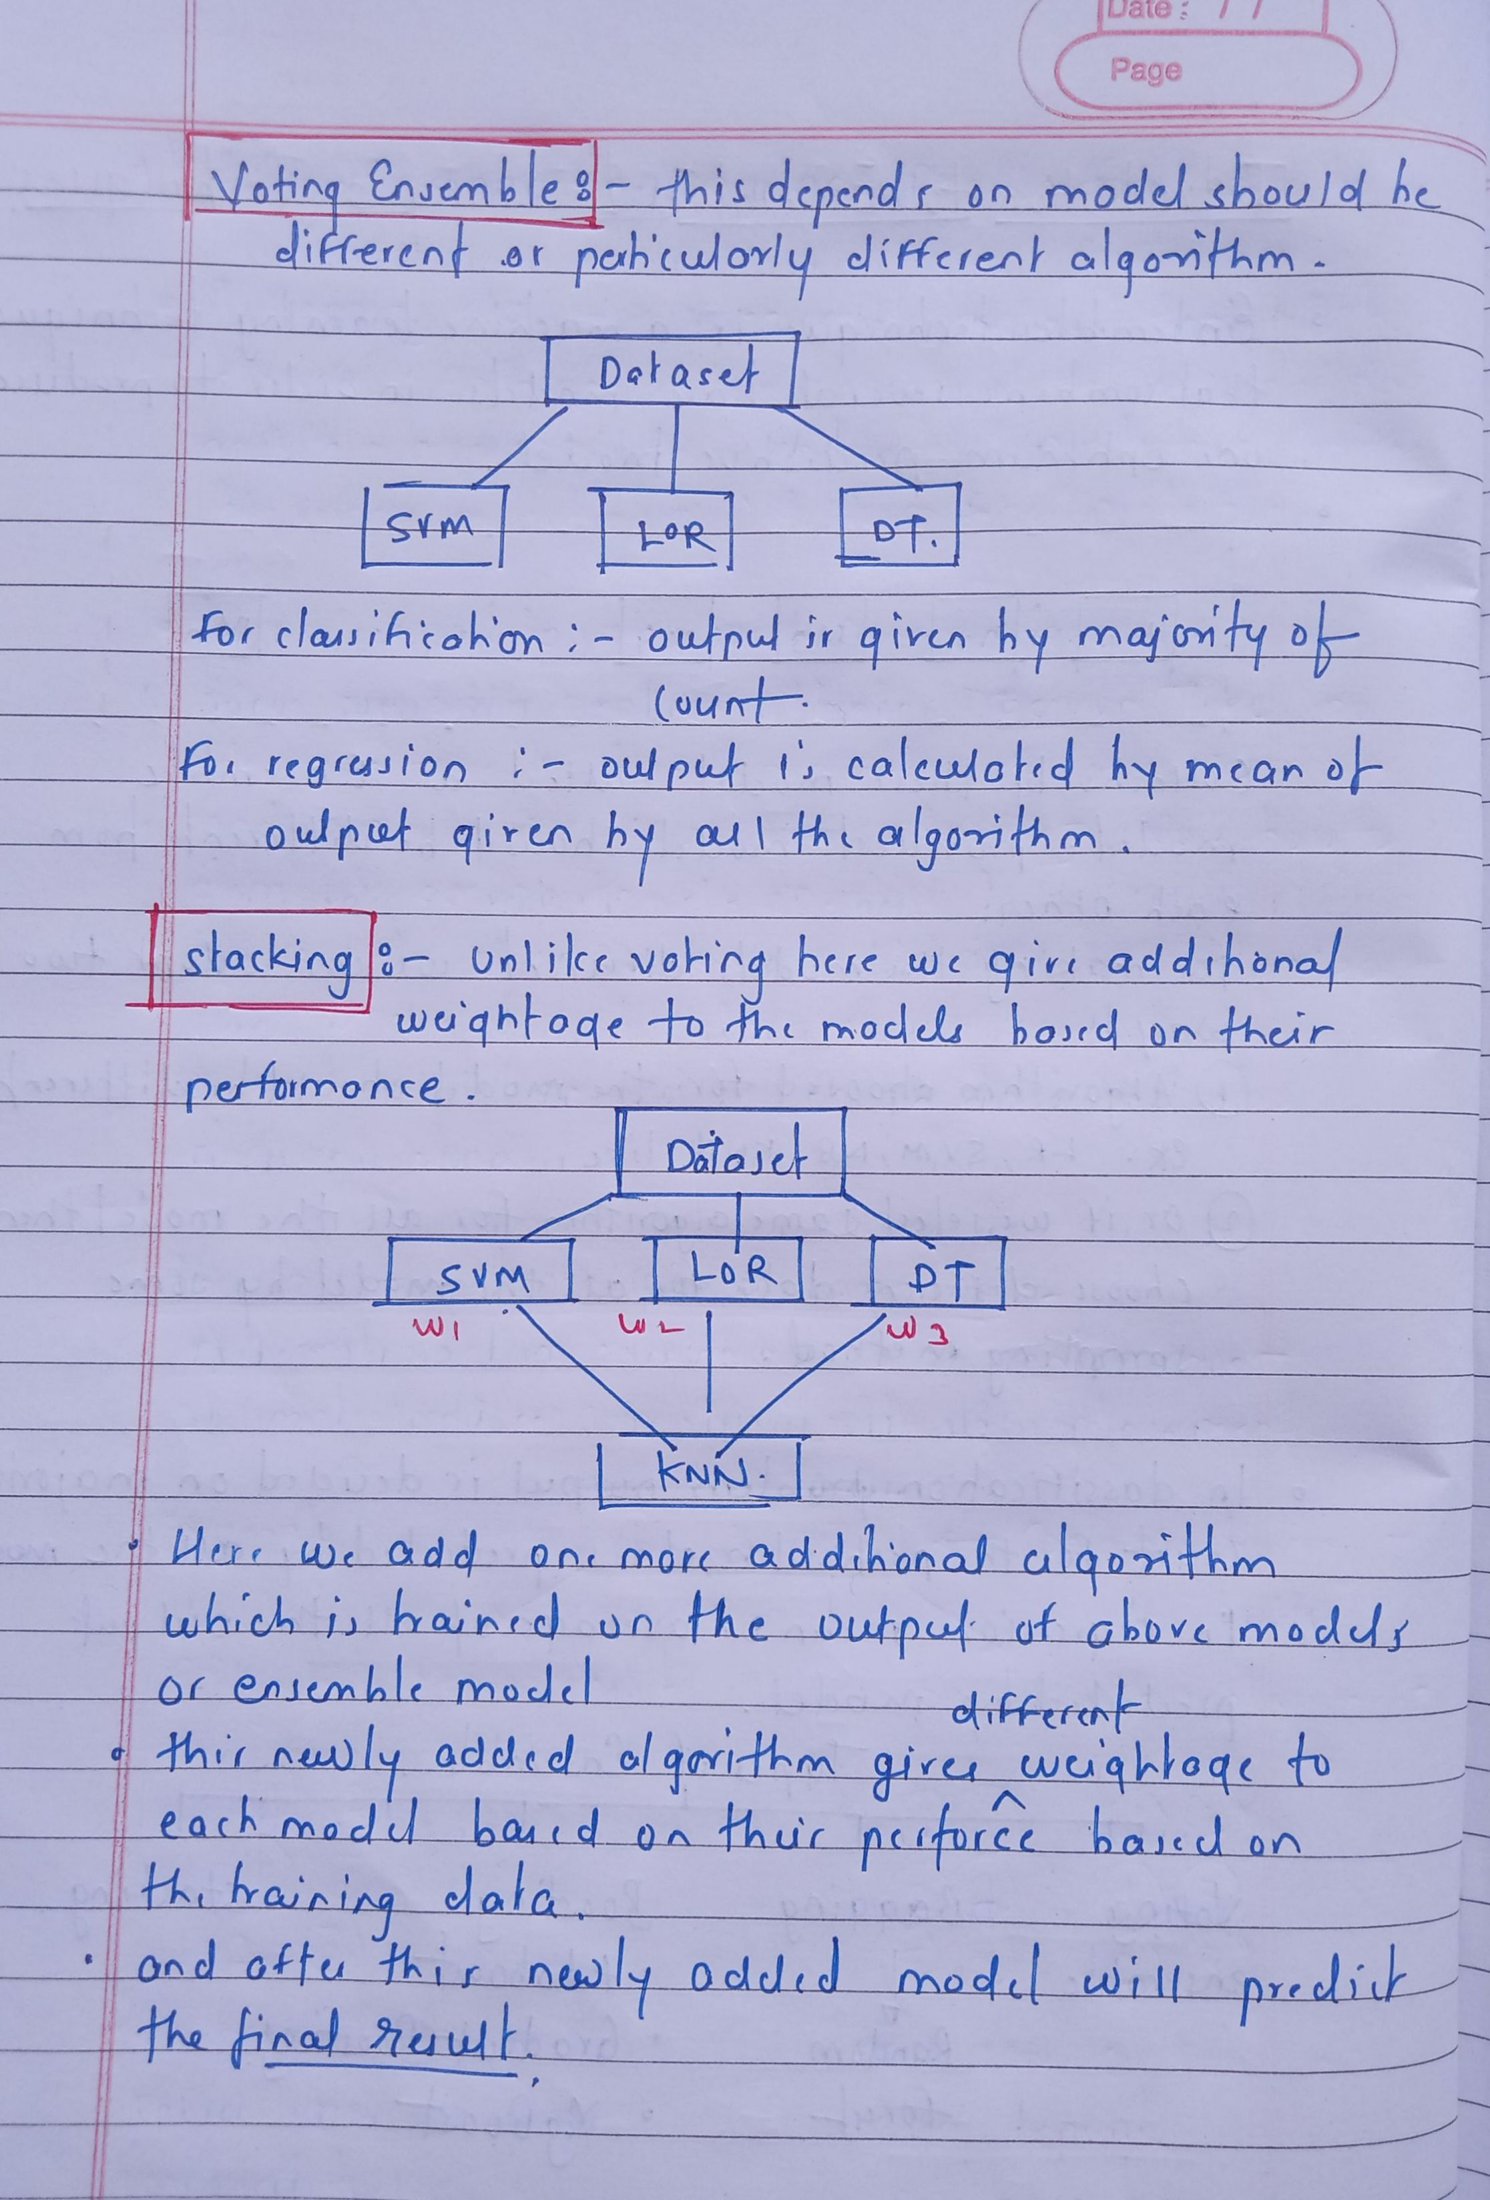 Date : / /
Page
Voting Ensemble :- this depends on model should be
different or perticulorly different algorithm.
Dataset
SVM LOR DT.
For classification :- output is given by majority of
count.
For regression :- output is calculated by mean of
output given by all the algorithm.
stacking :- unlike voting here we give additional
weightage to the models based on their
performance.
Dataset
SVM LOR DT
W1 W2 W3
KNN.
• Here we add one more additional algorithm
which is trained on the output of above models
or ensemble model
different
• this newly added algorithm gives ^ weightage to
each model based on their perforce based on
the training data.
• and after this newly added model will predict
the final result.